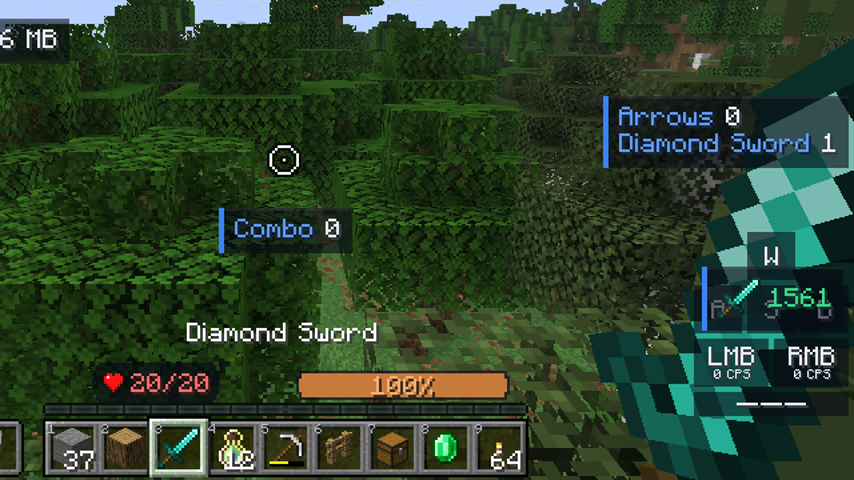 6 MB
Arrows 0
Diamond Sword 1
Combo 0
W
A
D
1561
Diamond Sword
LMB
0 CPS
RMB
0 CPS
20/20
100%
1
2
3
4
5
6
7
8
9
37
64